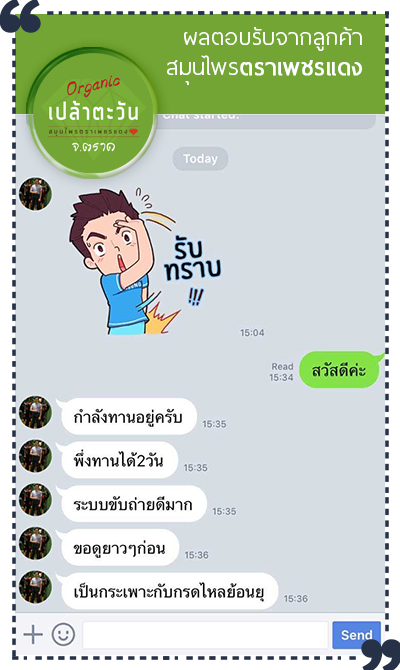 ผลตอบรับจากลูกค้า
สมุนไพรตราเพชรแดง
Organic
เปล้าตะวัน
สมุนไพรตราเพชรแดง
จ.ตราด
Chat started.
Today
รับ
ทราบ
!!!
15:04
Read
15:34
สวัสดีค่ะ
กำลังทานอยู่ครับ
15:35
พึ่งทานได้2วัน
15:35
ระบบขับถ่ายดีมาก
15:35
ขอดูยาวๆก่อน
15:36
เป็นกระเพาะกับกรดไหลย้อนยุ
15:36
Send